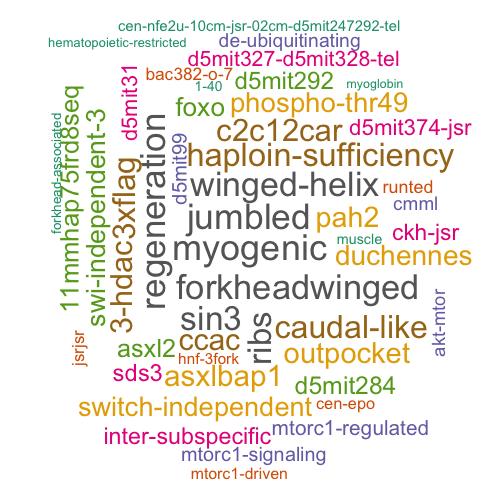 cen-nfe2u-10cm-jsr-02cm-d5mit247292-tel
hematopoietic-restricted
de-ubiquitinating
d5mit327-d5mit328-tel
bac382-o-7
d5mit292
myoglobin
1-40
d5mit31
foxo
phospho-thr49
forkhead-associated
11mmhap75frd8seq
swi-independent-3
3-hdac3xflag
regeneration
d5mit99
c2c12car
d5mit374-jsr
haploin-sufficiency
winged-helix
runted
cmml
jumbled
pah2
ckh-jsr
muscle
myogenic
duchennes
forkheadwinged
sin3
ribs
caudal-like
akt-mtor
jsrjsr
asxl2
ccac
hnf-3fork
outpocket
sds3
asxlbap1
d5mit284
switch-independent
cen-epo
inter-subspecific
mtorc1-regulated
mtorc1-signaling
mtorc1-driven